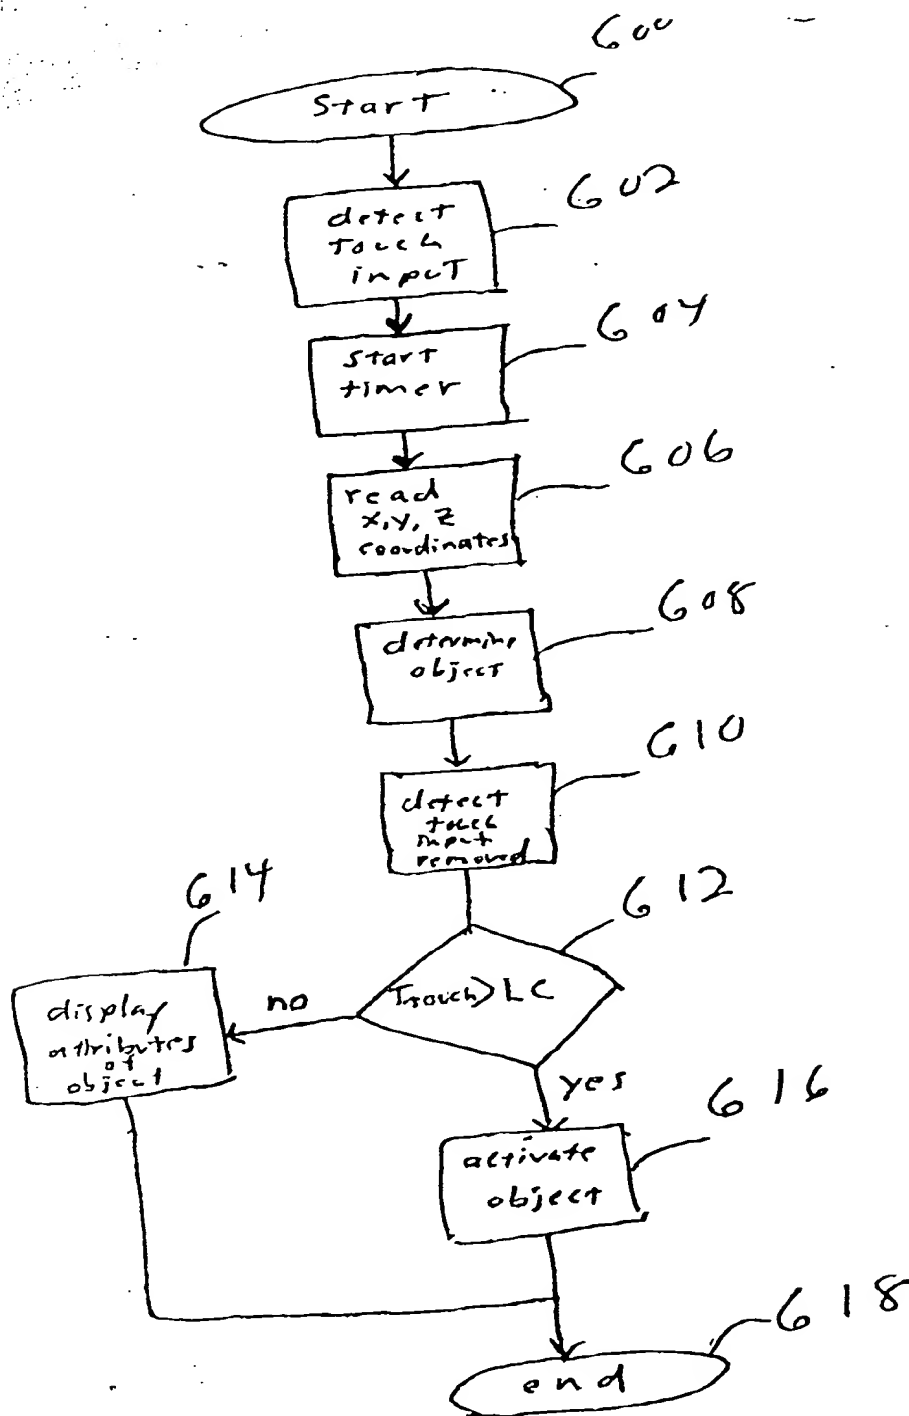 600
Start
602
detect
touch
input
604
start
timer
606
read
x,y, z
coordinates
608
determine
object
610
detect
touch
input
removed
612
Ttouch>LC
614
no
display
attributes
of
object
yes
616
activate
object
618
end